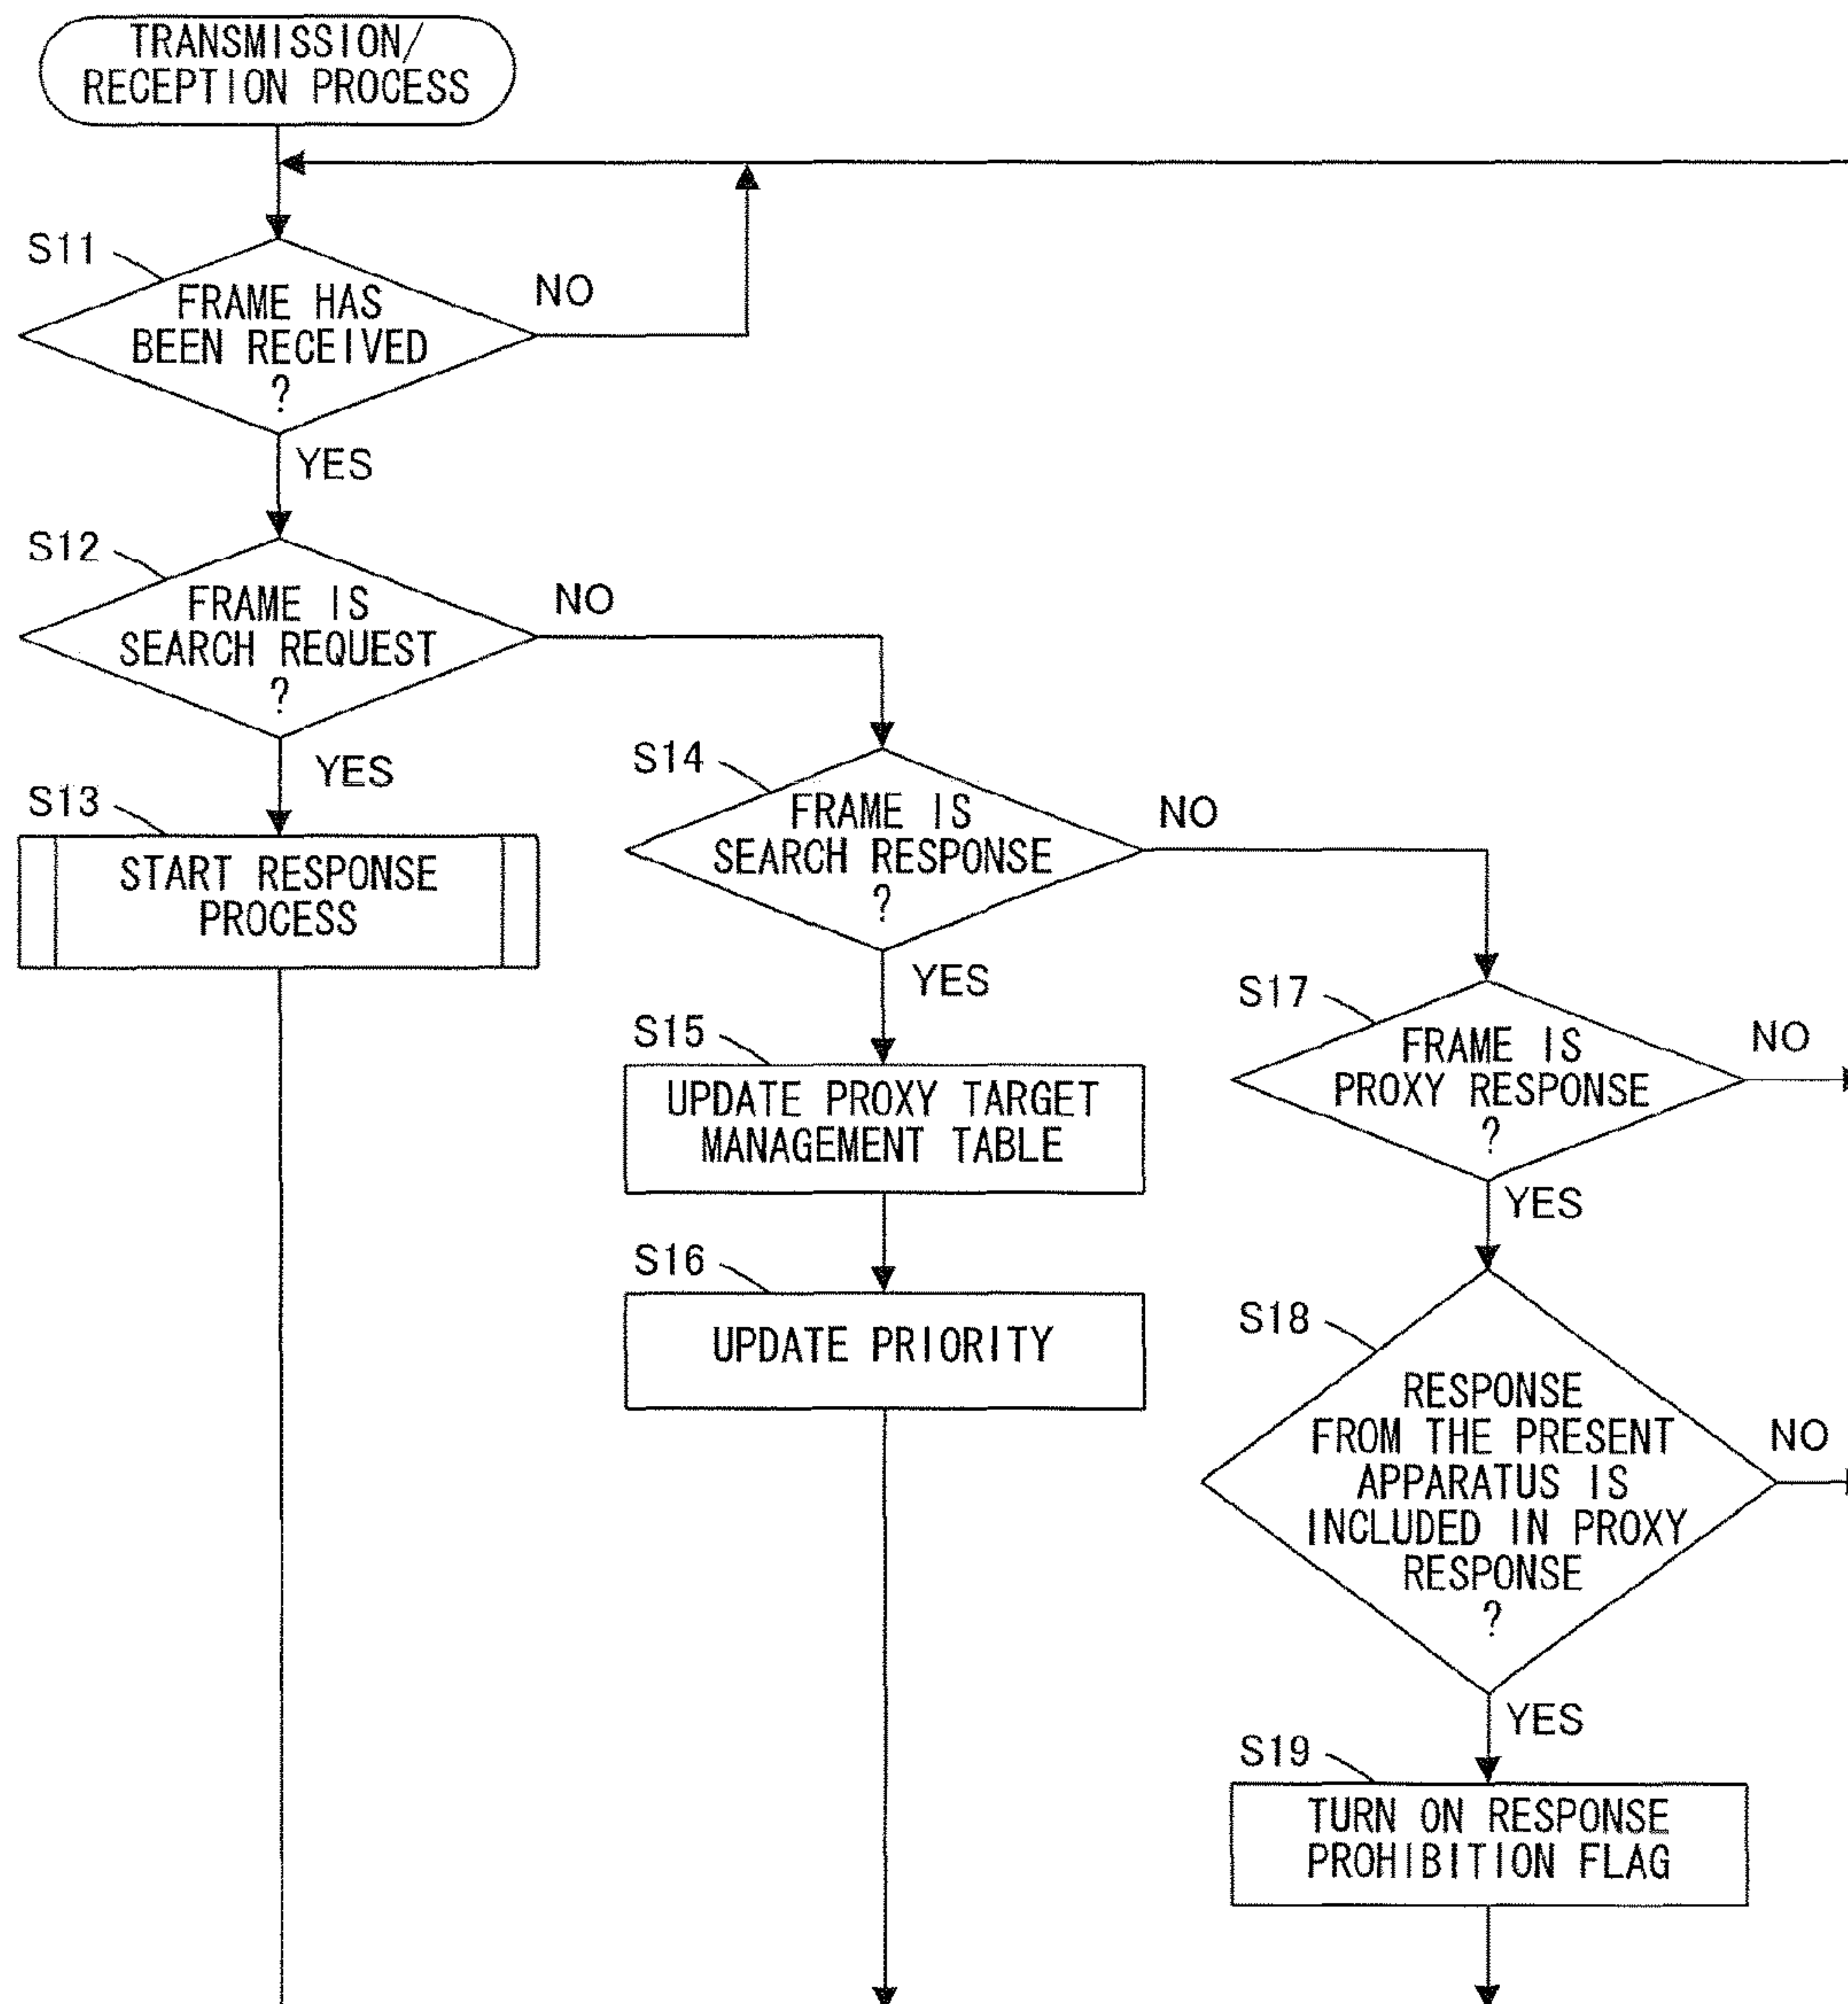 TRANSMISSION/
RECEPTION PROCESS
S11
FRAME HAS
BEEN RECEIVED
?
NO
YES
S12
FRAME IS
SEARCH REQUEST
?
NO
YES
S13
START RESPONSE
PROCESS
S14
FRAME IS
SEARCH RESPONSE
?
NO
YES
S15
UPDATE PROXY TARGET
MANAGEMENT TABLE
S16
UPDATE PRIORITY
S17
FRAME IS
PROXY RESPONSE
?
NO
YES
S18
RESPONSE
FROM THE PRESENT
APPARATUS IS
INCLUDED IN PROXY
RESPONSE
?
NO
YES
S19
TURN ON RESPONSE
PROHIBITION FLAG